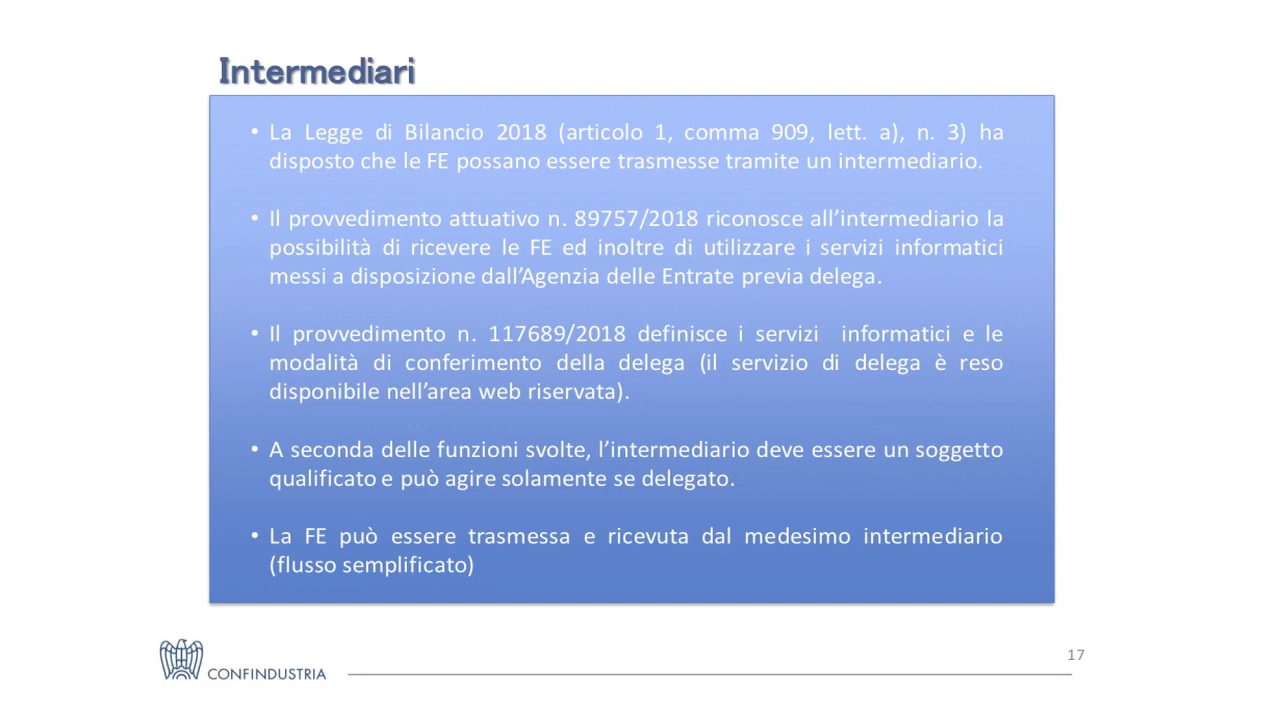 Intermediari
• La Legge di Bilancio 2018 (articolo 1, comma 909, lett. a), n. 3) ha
disposto che le FE possano essere trasmesse tramite un intermediario.
• Il provvedimento attuativo n. 89757/2018 riconosce all’intermediario la
possibilità di ricevere le FE ed inoltre di utilizzare i servizi informatici
messi a disposizione dall’Agenzia delle Entrate previa delega.
• Il provvedimento n. 117689/2018 definisce i servizi informatici e le
modalità di conferimento della delega (il servizio di delega è reso
disponibile nell’area web riservata).
• A seconda delle funzioni svolte, l’intermediario deve essere un soggetto
qualificato e può agire solamente se delegato.
• La FE può essere trasmessa e ricevuta dal medesimo intermediario
(flusso semplificato)
CONFINDUSTRIA
17